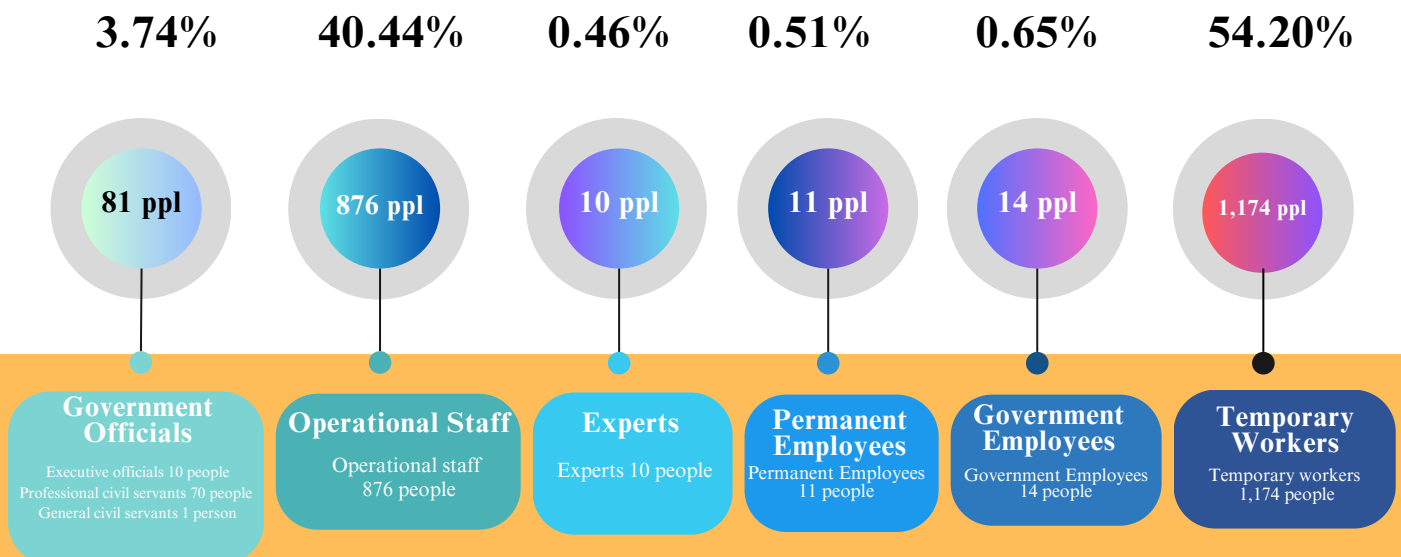 3.74%
40.44%
0.46%
0.51%
0.65%
54.20%
81 ppl
876 ppl
10 ppl
11 ppl
14 ppl
1,174 ppl
Government
Officials
Executive officials 10 people
Professional civil servants 70 people
General civil servants 1 person
Operational Staff
Operational staff
876 people
Experts
Experts 10 people
Permanent
Employees
Permanent Employees
11 people
Government
Employees
Government Employees
14 people
Temporary
Workers
Temporary workers
1,174 people